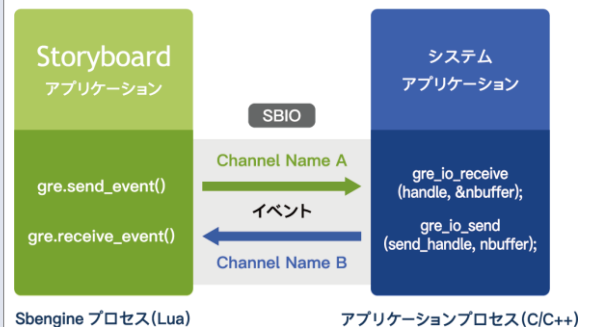 Storyboard
アプリケーション
システム
アプリケーション
SBIO
Channel Name A
gre.send_event()
gre_io_receive
(handle, &nbuffer);
イベント
gre.receive_event()
gre_io_send
(send_handle, nbuffer);
Channel Name B
Sbengine プロセス(Lua)
アプリケーションプロセス(C/C++)